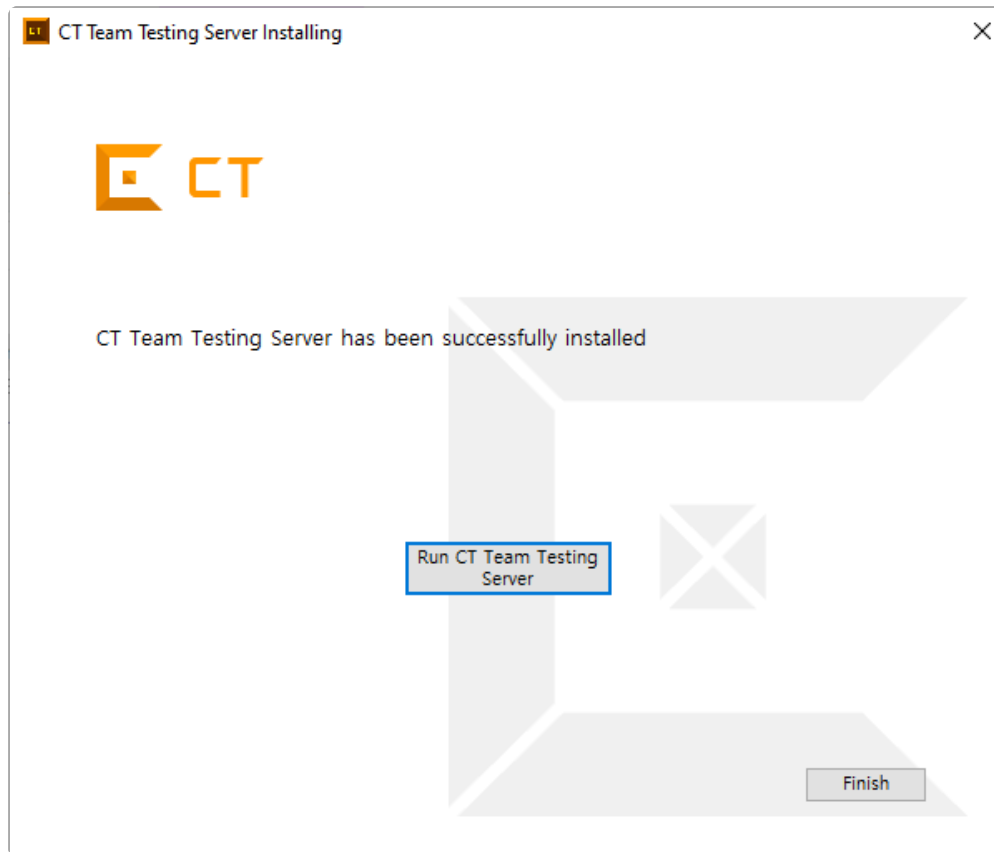 CT Team Testing Server Installing
CT
CT Team Testing Server has been successfully installed
Run CT Team Testing
Server
Finish